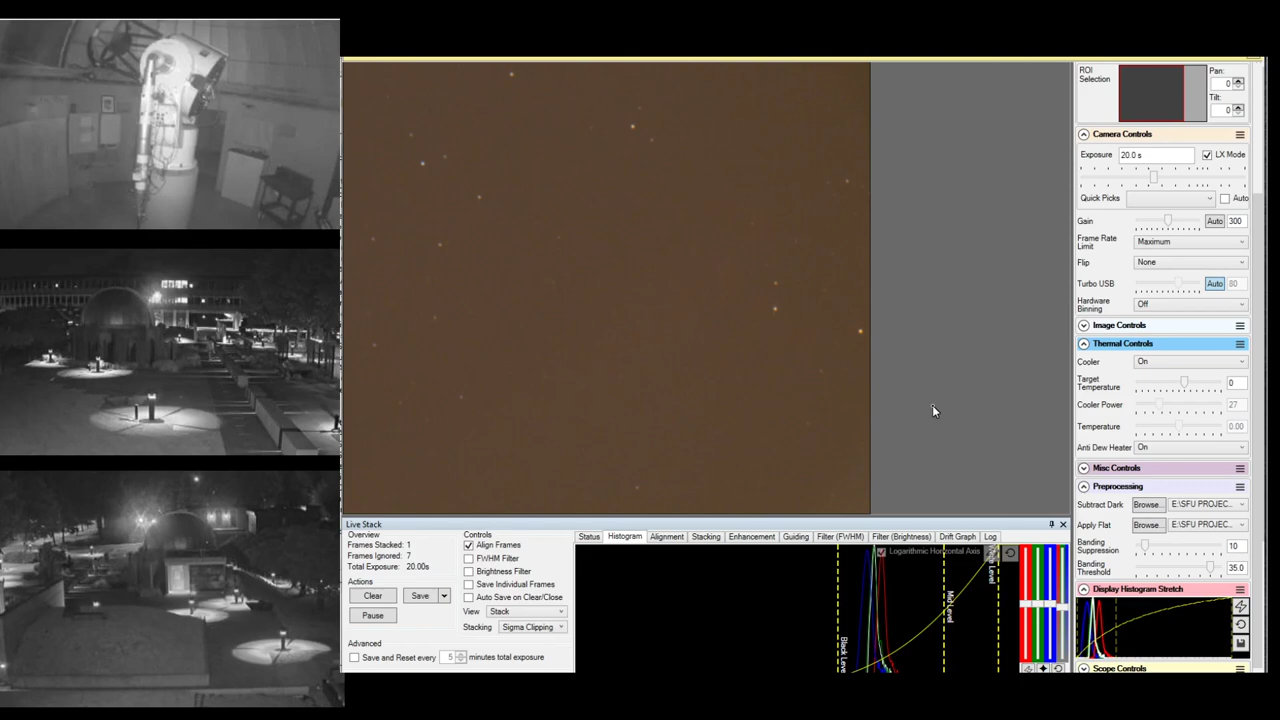 ROI
Selection
Pan:
0
Tilt:
0
Camera Controls
Exposure 20.0 s LX Mode
Quick Picks Auto
Gain Auto 300
Frame Rate
Limit Maximum
Flip None
Turbo USB Auto 80
Hardware
Binning Off
Image Controls
Thermal Controls
Cooler On
Target
Temperature 0
Cooler Power 27
Temperature 0.00
Anti Dew Heater On
Misc Controls
Preprocessing
Subtract Dark Browse... E:\SFU PROJEC...
Apply Flat Browse... E:\SFU PROJEC...
Banding
Suppression 10
Banding
Threshold 35.0
Display Histogram Stretch
Scope Controls
Live Stack
Overview
Frames Stacked: 1
Frames Ignored: 7
Total Exposure: 20.00s
Actions
Clear Save
Pause
Controls
Align Frames
FWHM Filter
Brightness Filter
Save Individual Frames
Auto Save on Clear/Close
View Stack
Stacking Sigma Clipping
Advanced
Save and Reset every 5 minutes total exposure
Status Histogram Alignment Stacking Enhancement Guiding Filter (FWHM) Filter (Brightness) Drift Graph Log
Logarithmic Horizontal Axis
Black Level
Mid Level